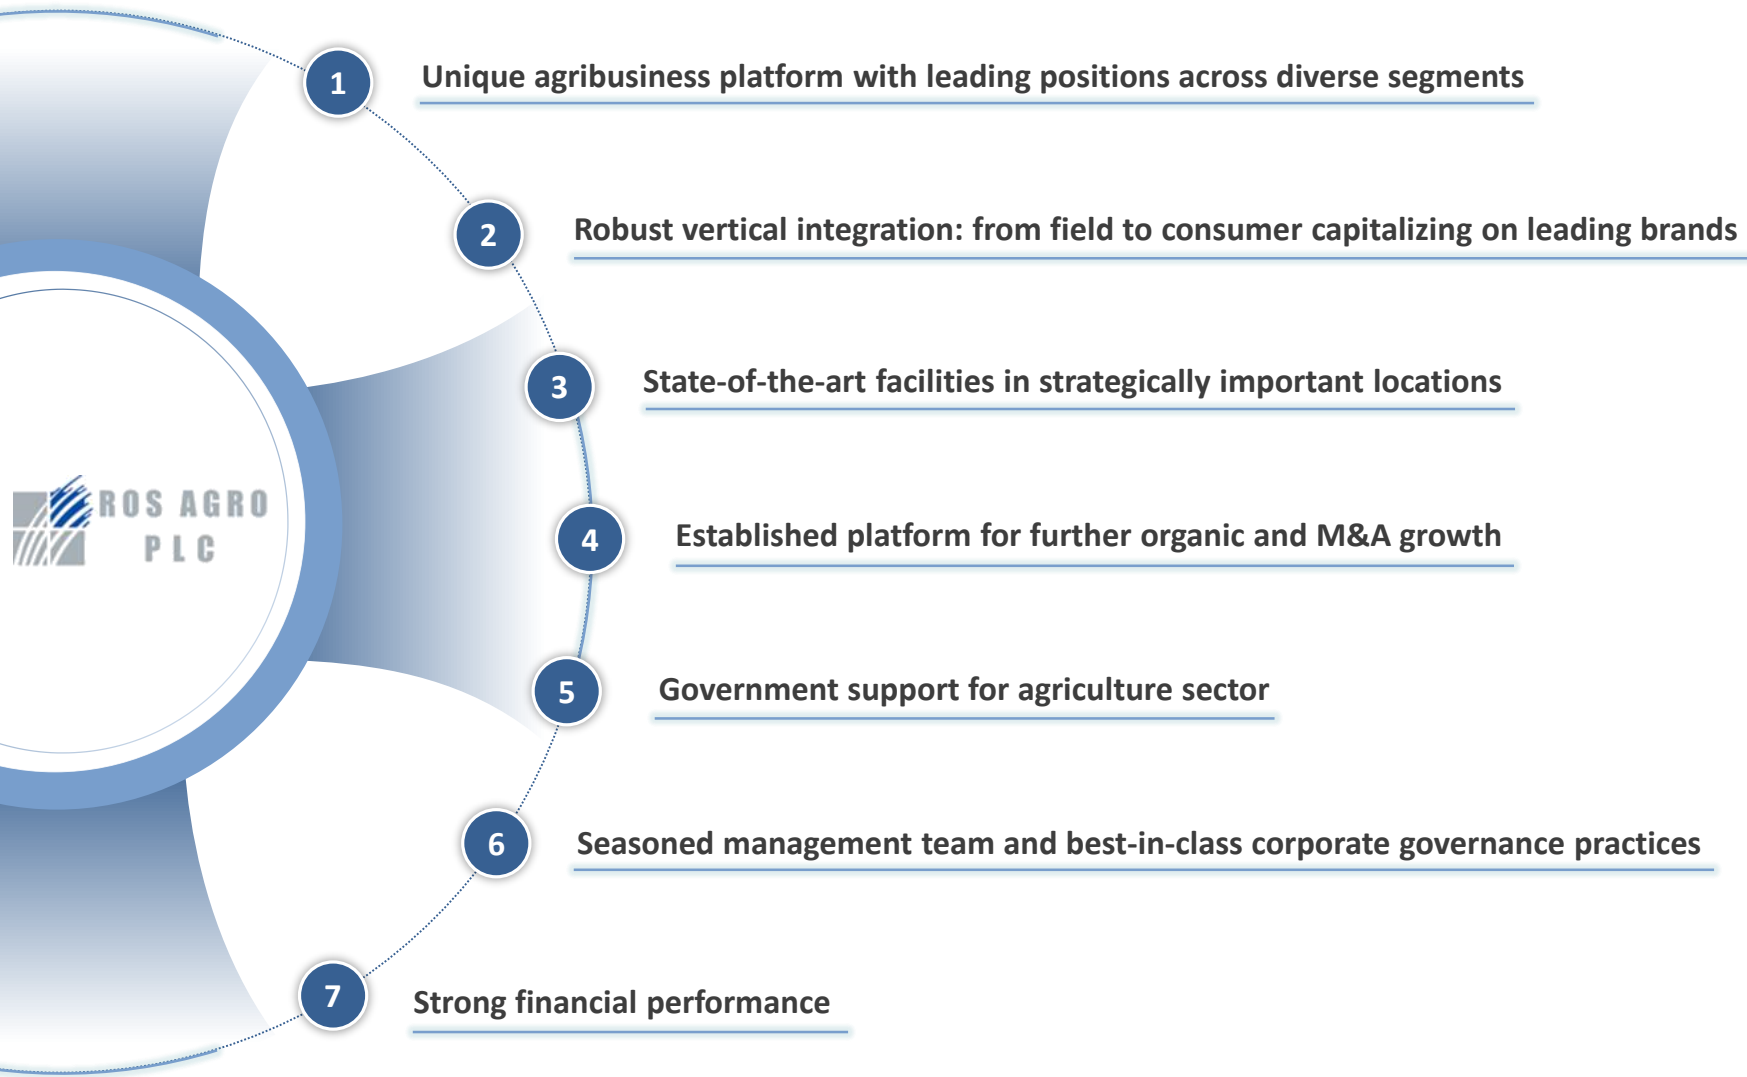 1
Unique agribusiness platform with leading positions across diverse segments
2
Robust vertical integration: from field to consumer capitalizing on leading brands
3
State-of-the-art facilities in strategically important locations
ROS AGRO
PLC
4
Established platform for further organic and M&A growth
5
Government support for agriculture sector
6
Seasoned management team and best-in-class corporate governance practices
7
Strong financial performance